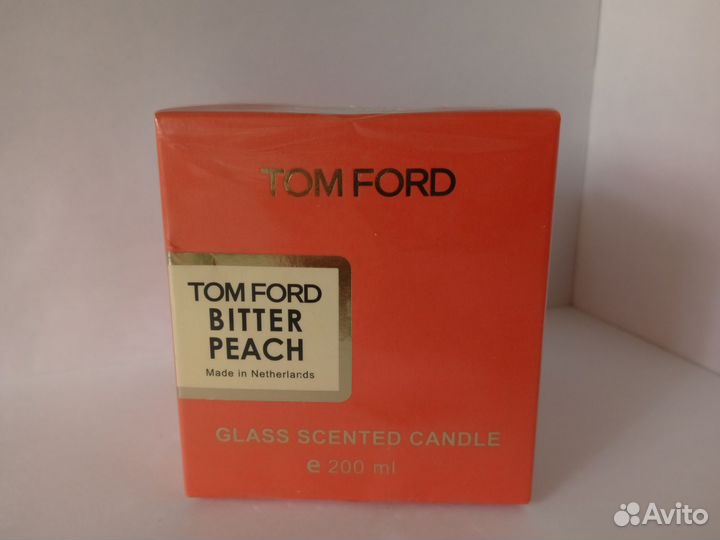 TOM FORD
TOM FORD
BITTER
PEACH
Made in Netherlands
GLASS SCENTED CANDLE
e 200 ml
Avito